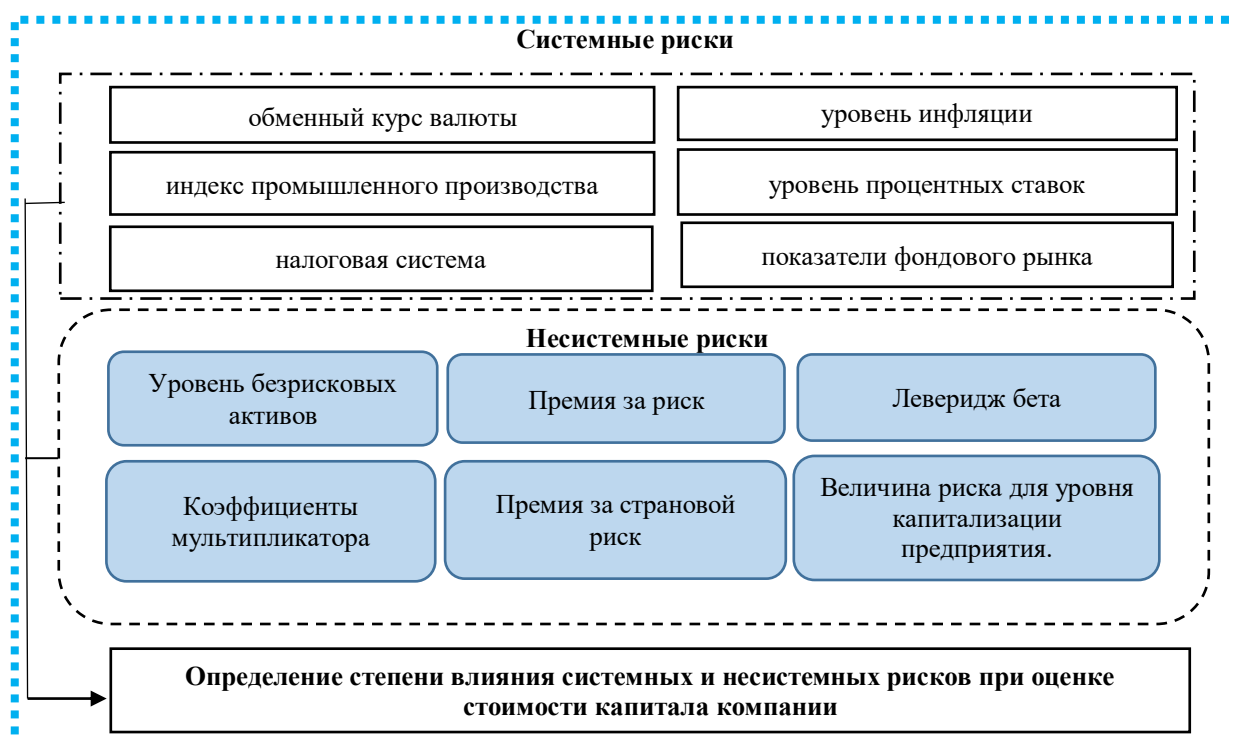 Системные риски
обменный курс валюты
уровень инфляции
индекс промышленного производства
уровень процентных ставок
налоговая система
показатели фондового рынка
Несистемные риски
Уровень безрисковых
активов
Премия за риск
Леверидж бета
Коэффициенты
мультипликатора
Премия за страновой
риск
Величина риска для уровня
капитализации
предприятия.
Определение степени влияния системных и несистемных рисков при оценке
стоимости капитала компании